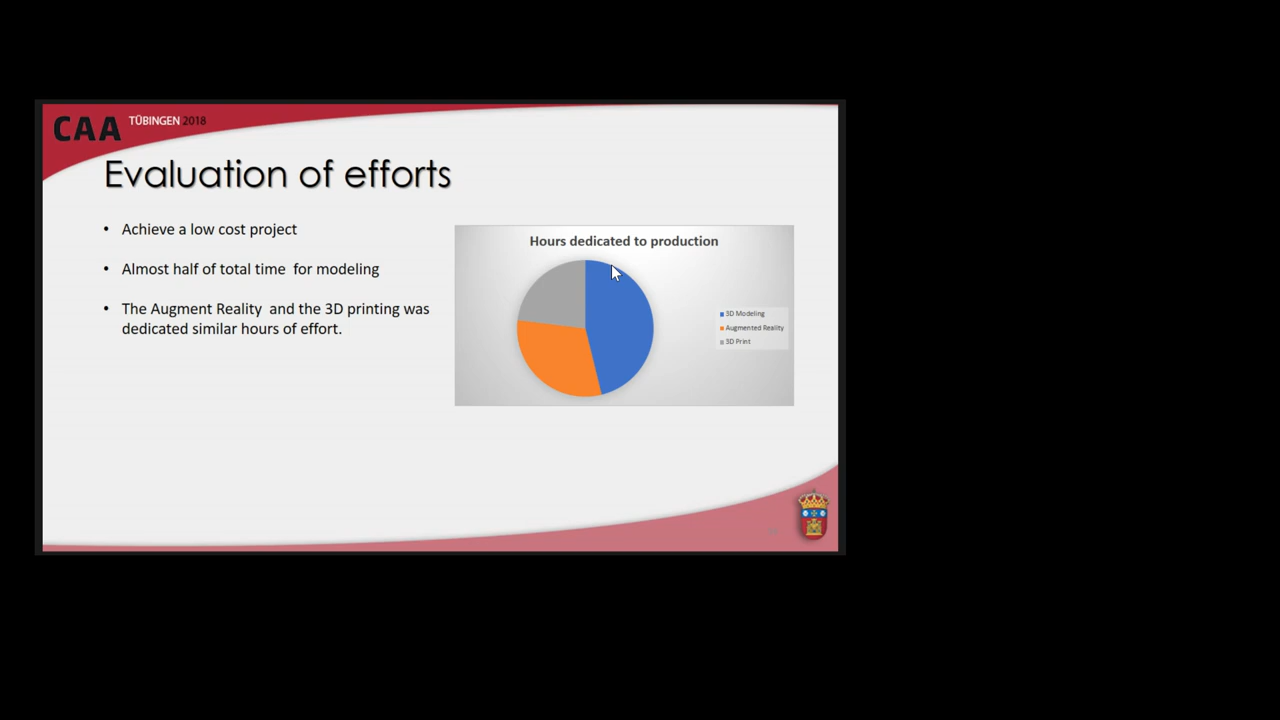 CAA TÜBINGEN 2018
Evaluation of efforts
• Achieve a low cost project
• Almost half of total time for modeling
• The Augment Reality and the 3D printing was
dedicated similar hours of effort.
Hours dedicated to production
3D Modeling
Augmented Reality
3D Print